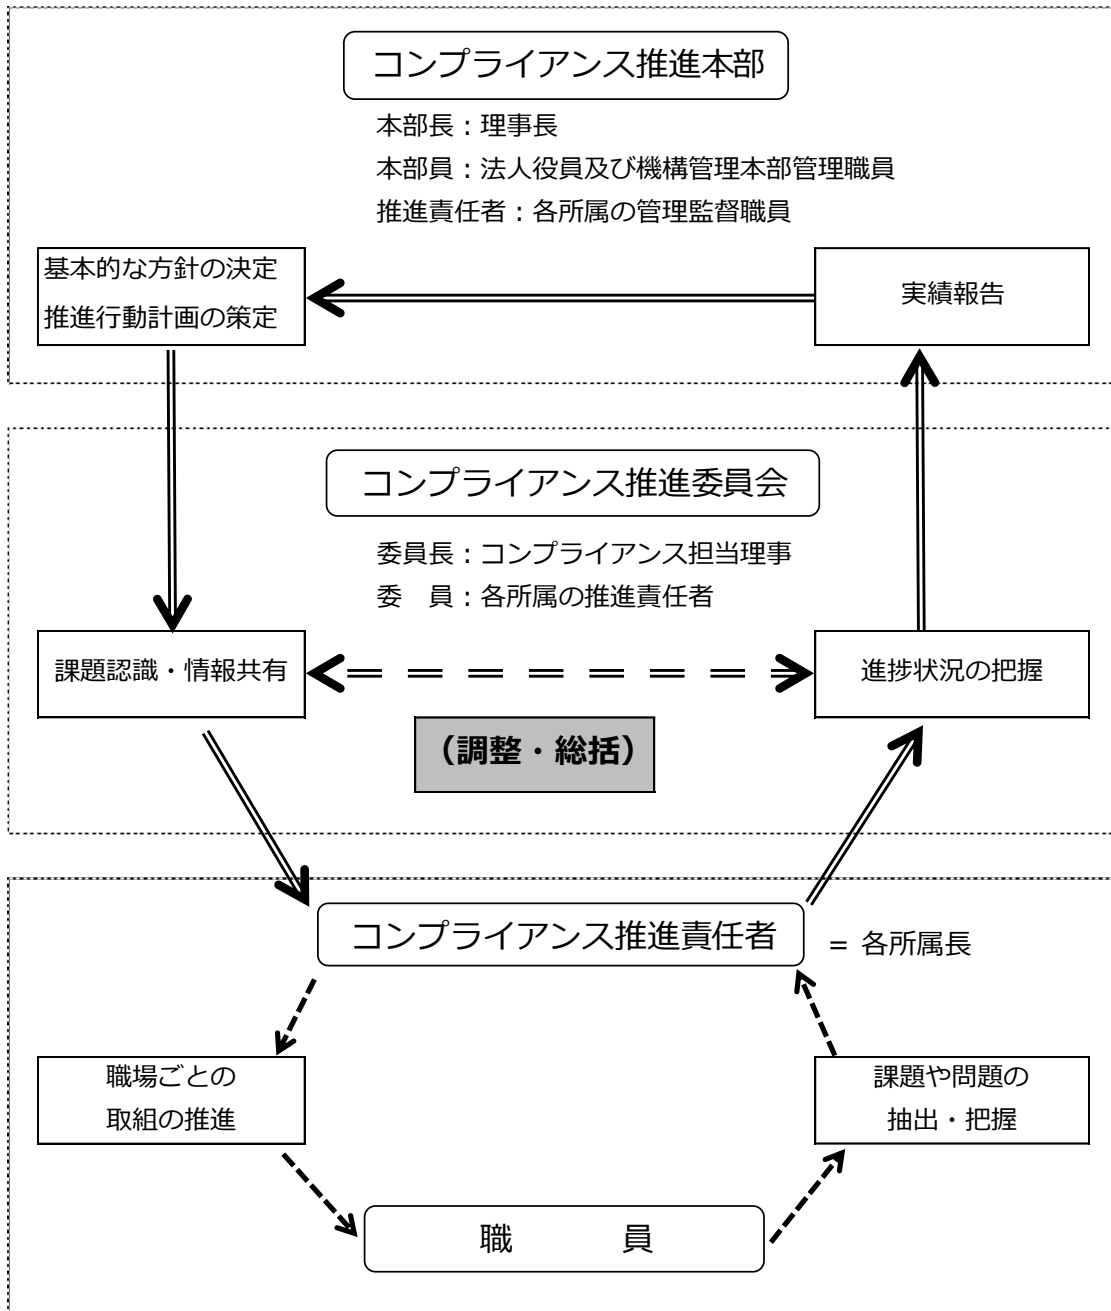 コンプライアンス推進本部
本部長：理事長
本部員：法人役員及び機構管理本部管理職員
推進責任者：各所属の管理監督職員
基本的な方針の決定
推進行動計画の策定
実績報告
コンプライアンス推進委員会
委員長：コンプライアンス担当理事
委　員：各所属の推進責任者
課題認識・情報共有
進捗状況の把握
（調整・総括）
コンプライアンス推進責任者
= 各所属長
職場ごとの
取組の推進
課題や問題の
抽出・把握
職　　員